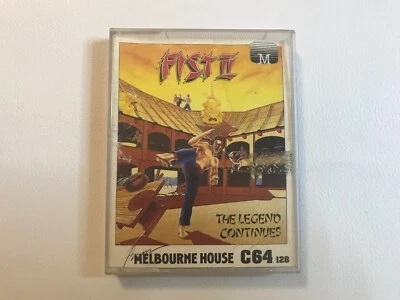 FIST II
M
THE LEGEND
CONTINUES
MELBOURNE HOUSE C64 128